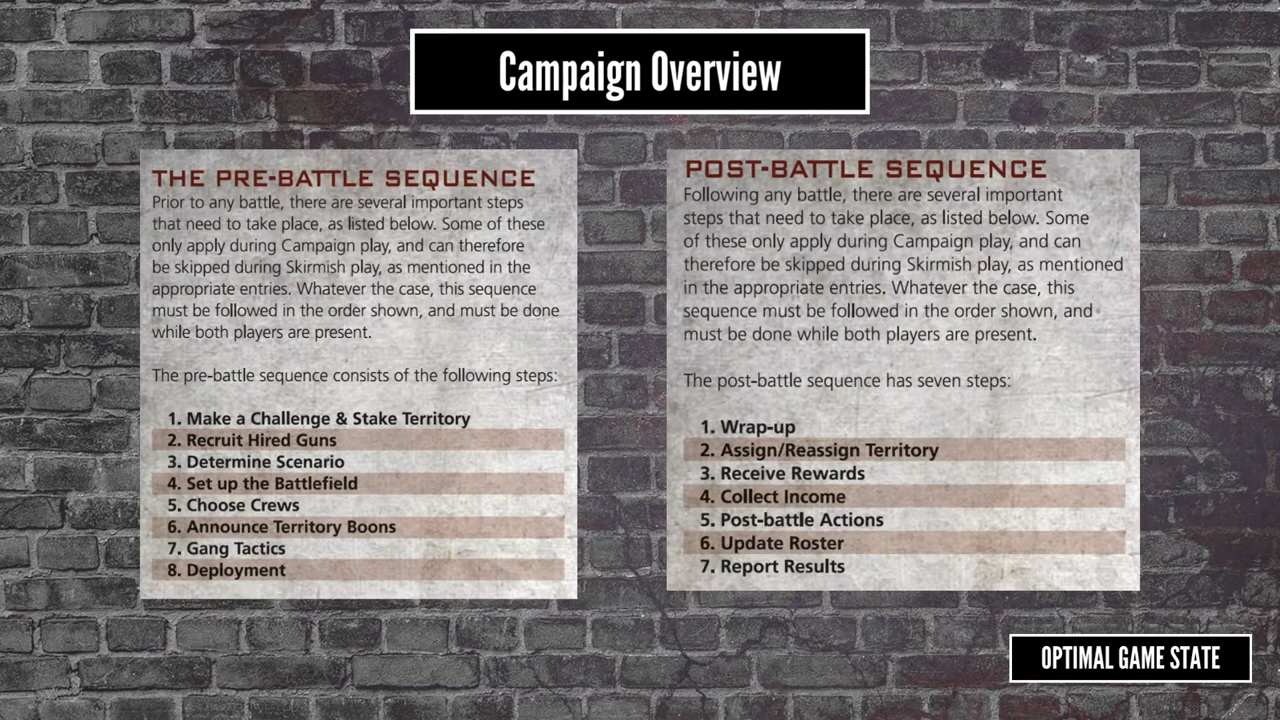 Campaign Overview
THE PRE-BATTLE SEQUENCE
Prior to any battle, there are several important steps
that need to take place, as listed below. Some of these
only apply during Campaign play, and can therefore
be skipped during Skirmish play, as mentioned in the
appropriate entries. Whatever the case, this sequence
must be followed in the order shown, and must be done
while both players are present.
The pre-battle sequence consists of the following steps:
1. Make a Challenge & Stake Territory
2. Recruit Hired Guns
3. Determine Scenario
4. Set up the Battlefield
5. Choose Crews
6. Announce Territory Boons
7. Gang Tactics
8. Deployment
POST-BATTLE SEQUENCE
Following any battle, there are several important
steps that need to take place, as listed below. Some
of these only apply during Campaign play, and can
therefore be skipped during Skirmish play, as mentioned
in the appropriate entries. Whatever the case, this
sequence must be followed in the order shown, and
must be done while both players are present.
The post-battle sequence has seven steps:
1. Wrap-up
2. Assign/Reassign Territory
3. Receive Rewards
4. Collect Income
5. Post-battle Actions
6. Update Roster
7. Report Results
OPTIMAL GAME STATE